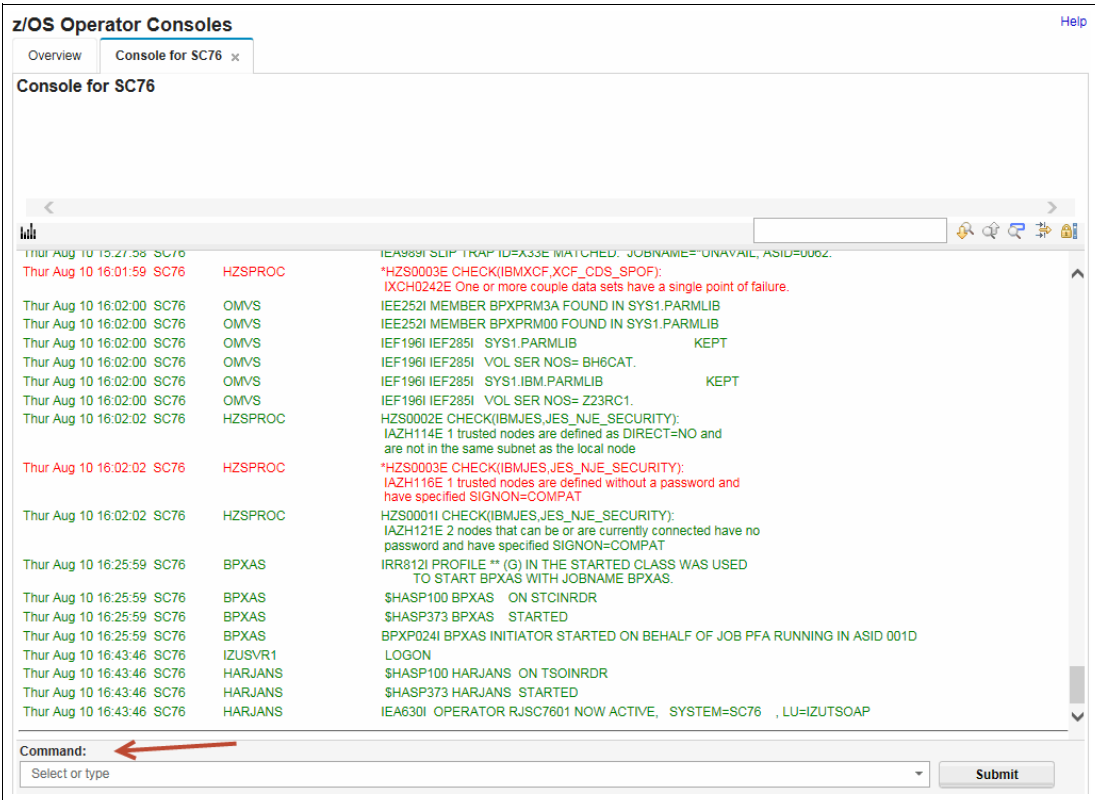 z/OS Operator Consoles
Help
Overview
Console for SC76 ×
Console for SC76
Thur Aug 10 15:27:58 SC76 IEA989I SLIP TRAP ID=X33E MATCHED. JOBNAME=*UNAVAIL, ASID=0062.
Thur Aug 10 16:01:59 SC76 HZSPROC *HZS0003E CHECK(IBMXCF,XCF_CDS_SPOF):
IXCH0242E One or more couple data sets have a single point of failure.
Thur Aug 10 16:02:00 SC76 OMVS IEE252I MEMBER BPXPRM3A FOUND IN SYS1.PARMLIB
Thur Aug 10 16:02:00 SC76 OMVS IEE252I MEMBER BPXPRM00 FOUND IN SYS1.PARMLIB
Thur Aug 10 16:02:00 SC76 OMVS IEF196I IEF285I SYS1.PARMLIB KEPT
Thur Aug 10 16:02:00 SC76 OMVS IEF196I IEF285I VOL SER NOS= BH6CAT.
Thur Aug 10 16:02:00 SC76 OMVS IEF196I IEF285I SYS1.IBM.PARMLIB KEPT
Thur Aug 10 16:02:00 SC76 OMVS IEF196I IEF285I VOL SER NOS= Z23RC1.
Thur Aug 10 16:02:02 SC76 HZSPROC HZS0002E CHECK(IBMJES,JES_NJE_SECURITY):
IAZH114E 1 trusted nodes are defined as DIRECT=NO and
are not in the same subnet as the local node
Thur Aug 10 16:02:02 SC76 HZSPROC *HZS0003E CHECK(IBMJES,JES_NJE_SECURITY):
IAZH116E 1 trusted nodes are defined without a password and
have specified SIGNON=COMPAT
Thur Aug 10 16:02:02 SC76 HZSPROC HZS0001I CHECK(IBMJES,JES_NJE_SECURITY):
IAZH121E 2 nodes that can be or are currently connected have no
password and have specified SIGNON=COMPAT
Thur Aug 10 16:25:59 SC76 BPXAS IRR812I PROFILE ** (G) IN THE STARTED CLASS WAS USED
TO START BPXAS WITH JOBNAME BPXAS.
Thur Aug 10 16:25:59 SC76 BPXAS $HASP100 BPXAS ON STCINRDR
Thur Aug 10 16:25:59 SC76 BPXAS $HASP373 BPXAS STARTED
Thur Aug 10 16:25:59 SC76 BPXAS BPXP024I BPXAS INITIATOR STARTED ON BEHALF OF JOB PFA RUNNING IN ASID 001D
Thur Aug 10 16:43:46 SC76 IZUSVR1 LOGON
Thur Aug 10 16:43:46 SC76 HARJANS $HASP100 HARJANS ON TSOINRDR
Thur Aug 10 16:43:46 SC76 HARJANS $HASP373 HARJANS STARTED
Thur Aug 10 16:43:46 SC76 HARJANS IEA630I OPERATOR RJSC7601 NOW ACTIVE, SYSTEM=SC76 , LU=IZUTSOAP
Command:
Select or type
Submit